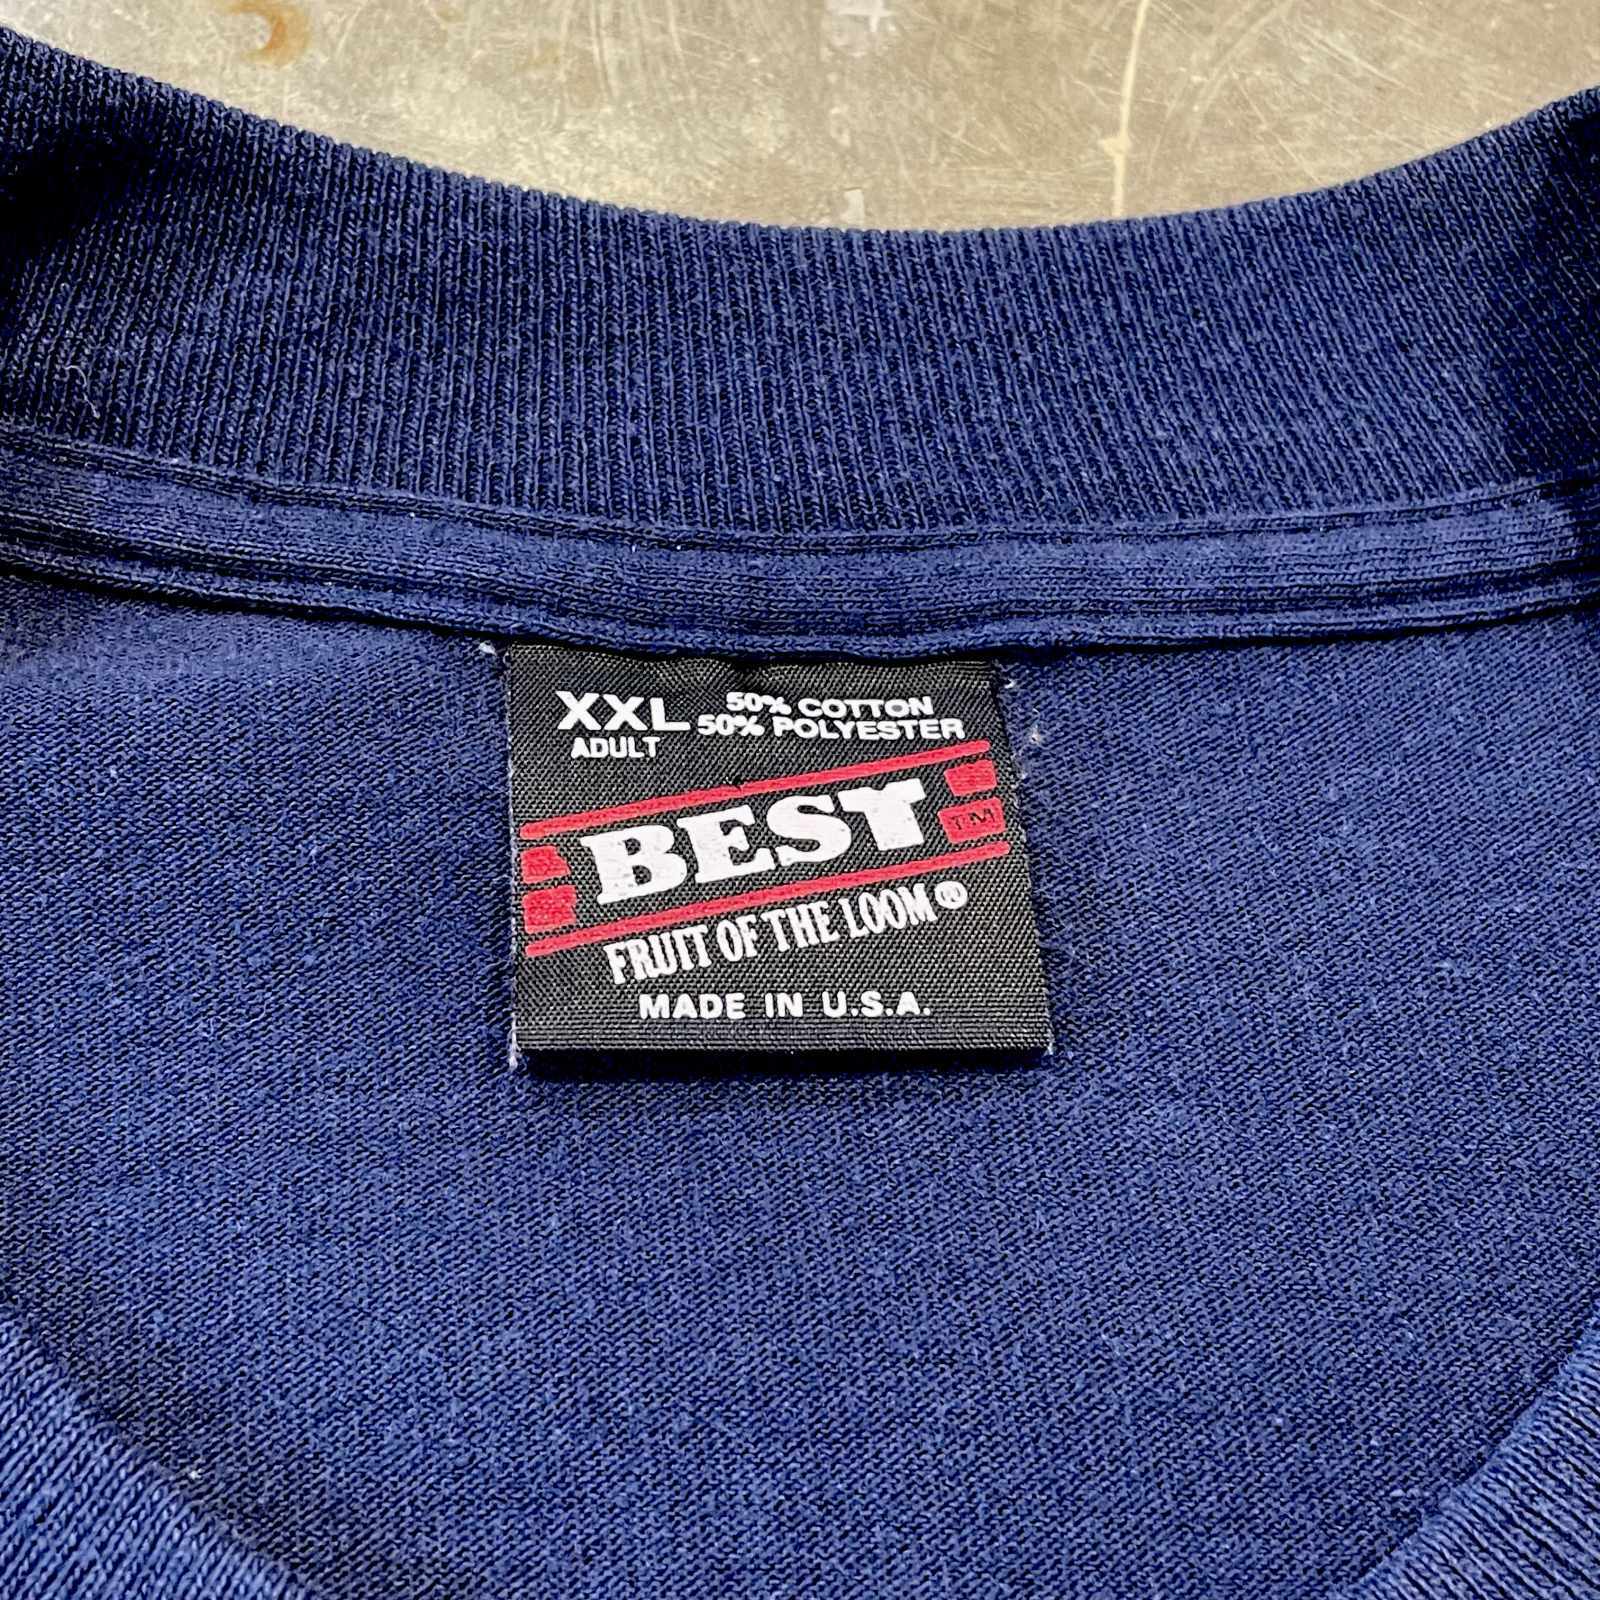 XXL 50% COTTON
ADULT 50% POLYESTER
BEST TM
FRUIT OF THE LOOM®
MADE IN U.S.A.